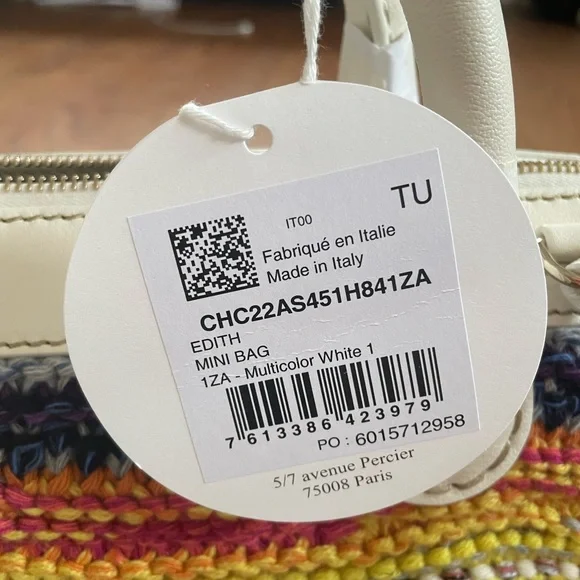 TU
IT00
Fabriqué en Italie
Made in Italy
CHC22AS451H841ZA
EDITH
MINI BAG
1ZA - Multicolor White 1
7 613386 423979
PO : 6015712958
5/7 avenue Percier
75008 Paris